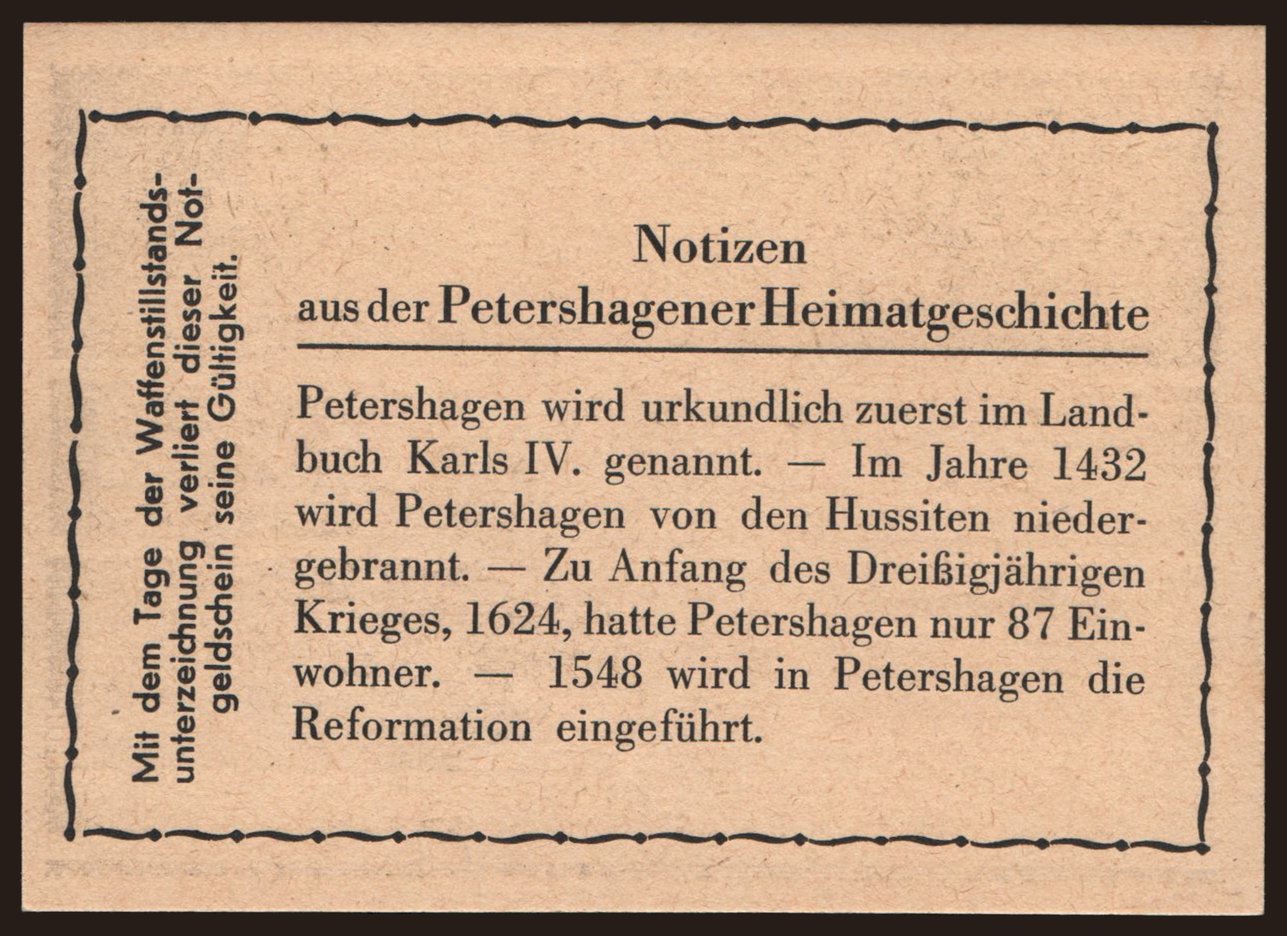 Mit dem Tage der Waffenstillstands-
unterzeichnung verliert dieser Not-
geldschein seine Gültigkeit.
Notizen
aus der Petershagener Heimatgeschichte
Petershagen wird urkundlich zuerst im Land-
buch Karls IV. genannt. — Im Jahre 1432
wird Petershagen von den Hussiten nieder-
gebrannt. — Zu Anfang des Dreißigjährigen
Krieges, 1624, hatte Petershagen nur 87 Ein-
wohner. — 1548 wird in Petershagen die
Reformation eingeführt.